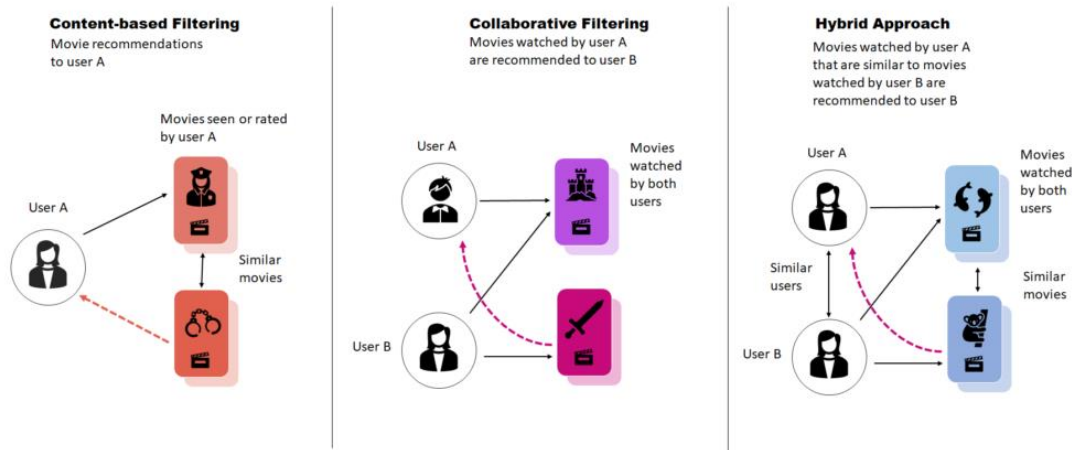 Content-based Filtering
Movie recommendations
to user A
Movies seen or rated
by user A
User A
Similar
movies
Collaborative Filtering
Movies watched by user A
are recommended to user B
User A
Movies
watched
by both
users
User B
Hybrid Approach
Movies watched by user A
that are similar to movies
watched by user B are
recommended to user B
User A
Movies
watched
by both
users
Similar
users
Similar
movies
User B